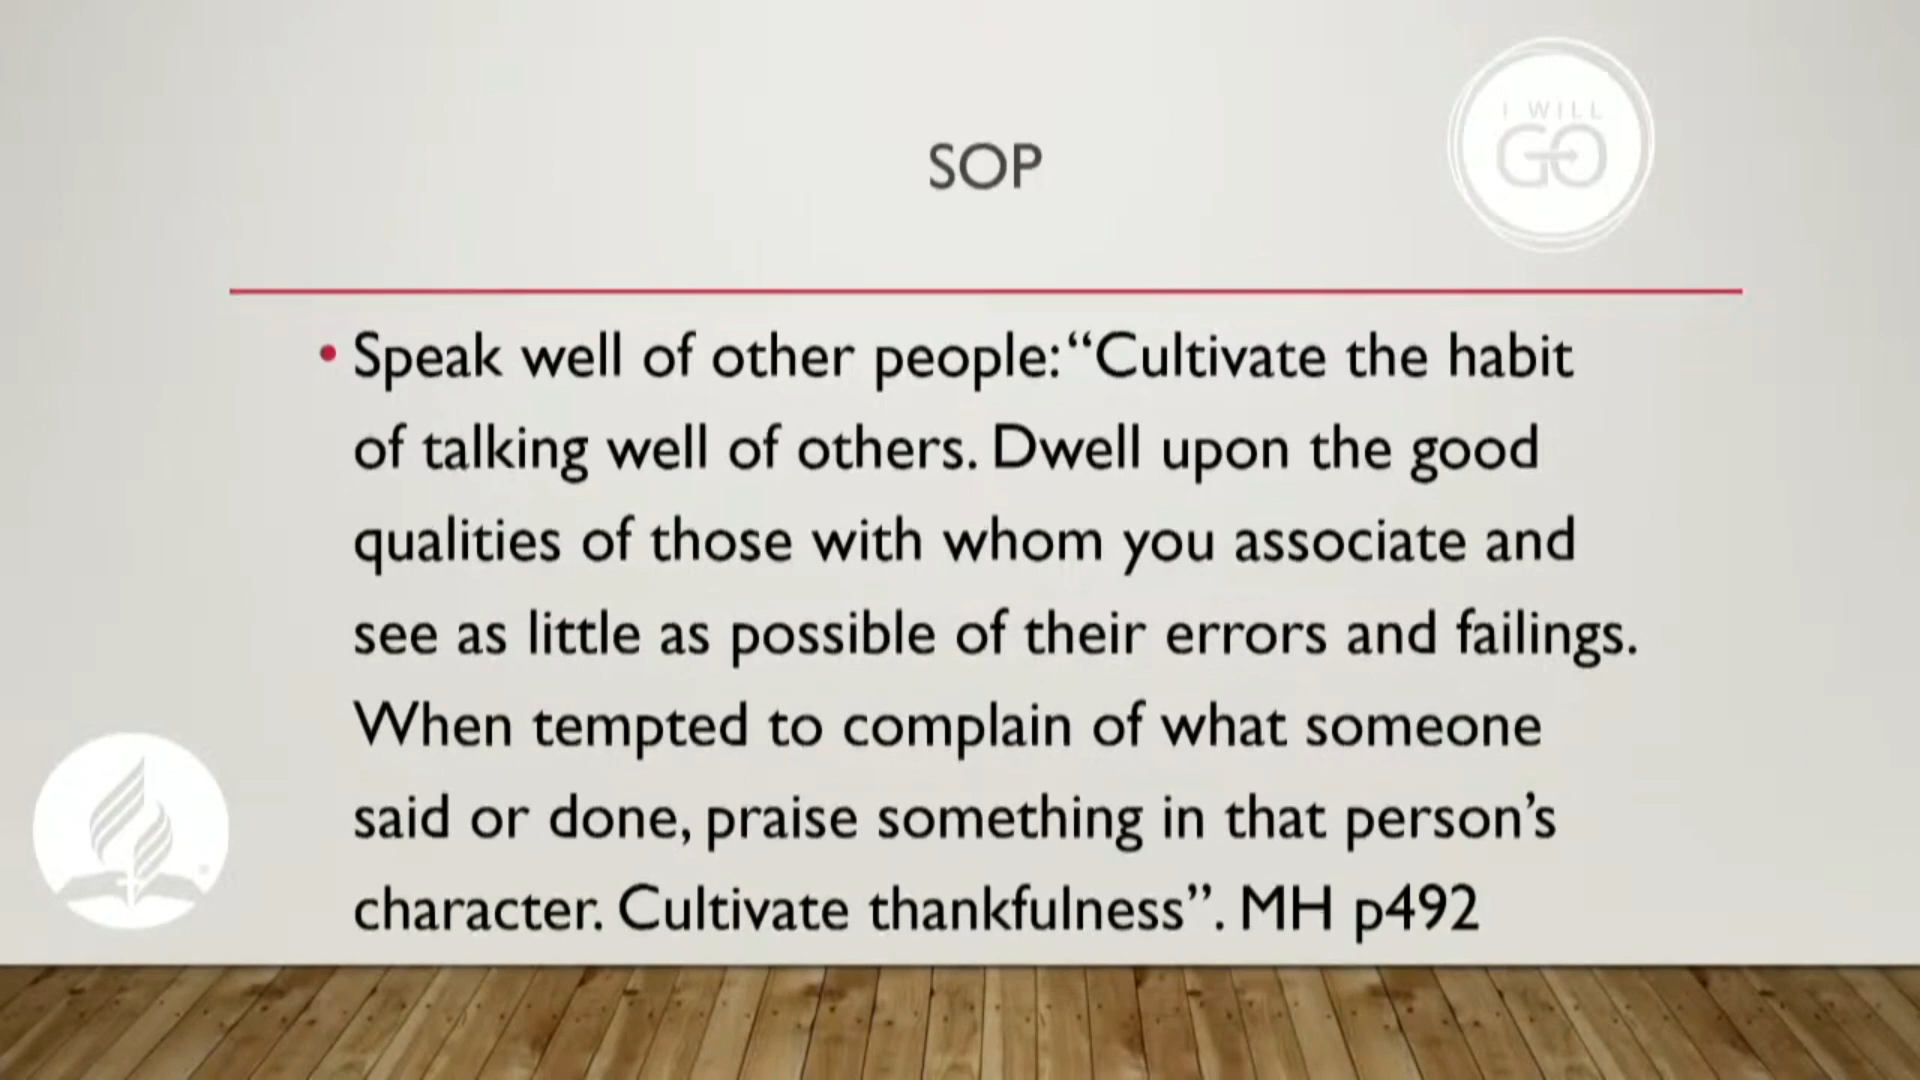 I WILL
GO
SOP
• Speak well of other people: “Cultivate the habit
of talking well of others. Dwell upon the good
qualities of those with whom you associate and
see as little as possible of their errors and failings.
When tempted to complain of what someone
said or done, praise something in that person’s
character. Cultivate thankfulness”. MH p492